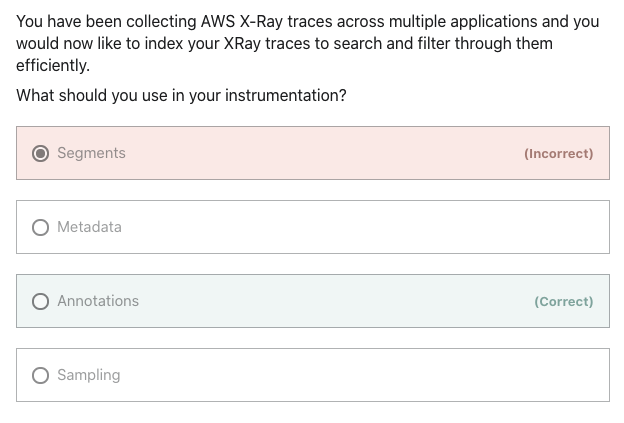 You have been collecting AWS X-Ray traces across multiple applications and you
would now like to index your XRay traces to search and filter through them
efficiently.
What should you use in your instrumentation?
Segments (Incorrect)
Metadata
Annotations (Correct)
Sampling